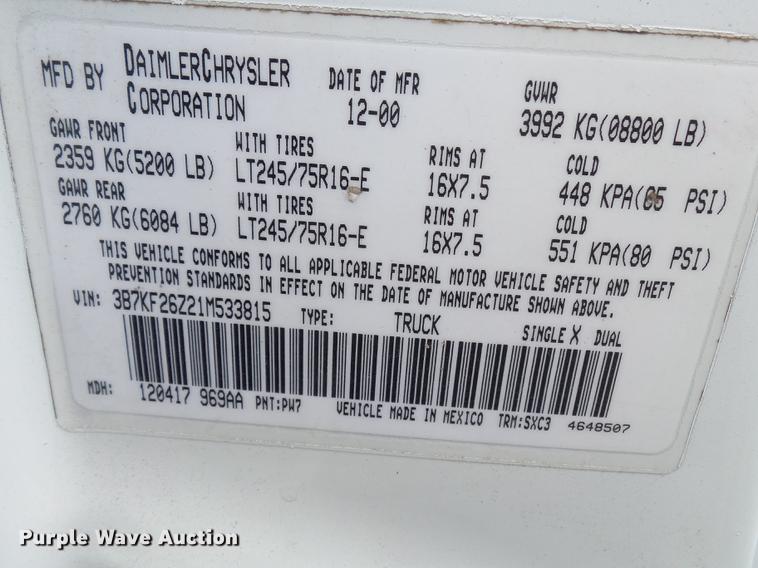 MFD BY DAIMLERCHRYSLER CORPORATION
DATE OF MFR 12-00
GVWR 3992 KG(08800 LB)
GAWR FRONT WITH TIRES RIMS AT COLD
2359 KG(5200 LB) LT245/75R16-E 16X7.5 448 KPA(65 PSI)
GAWR REAR WITH TIRES RIMS AT COLD
2760 KG(6084 LB) LT245/75R16-E 16X7.5 551 KPA(80 PSI)
THIS VEHICLE CONFORMS TO ALL APPLICABLE FEDERAL MOTOR VEHICLE SAFETY AND THEFT
PREVENTION STANDARDS IN EFFECT ON THE DATE OF MANUFACTURE SHOWN ABOVE.
VIN: 3B7KF26Z21M533815 TYPE: TRUCK SINGLE X DUAL
MDH: 120417 969AA PNT:PW7 VEHICLE MADE IN MEXICO TRM:SXC3 4648507
Purple Wave Auction